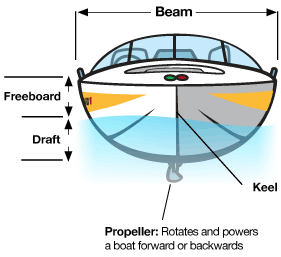 Beam
Freeboard
Draft
Keel
Propeller: Rotates and powers
a boat forward or backwards